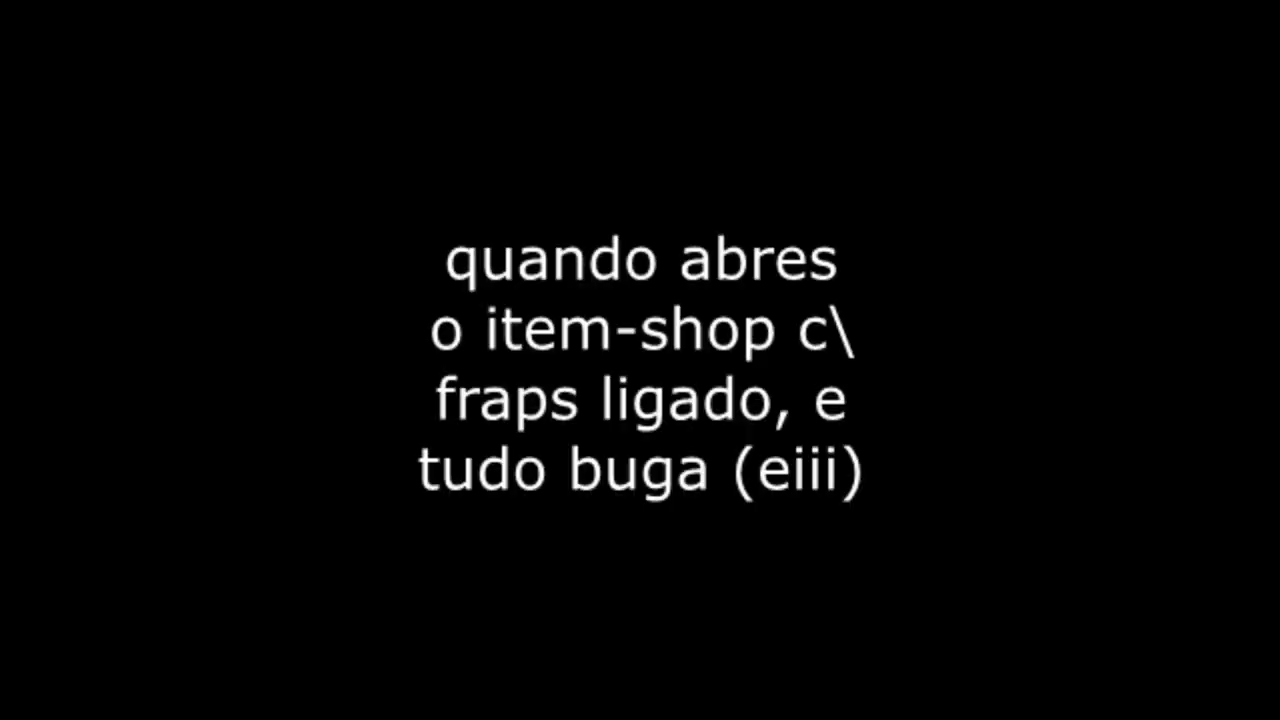 quando abres
o item-shop c\
fraps ligado, e
tudo buga (eiii)